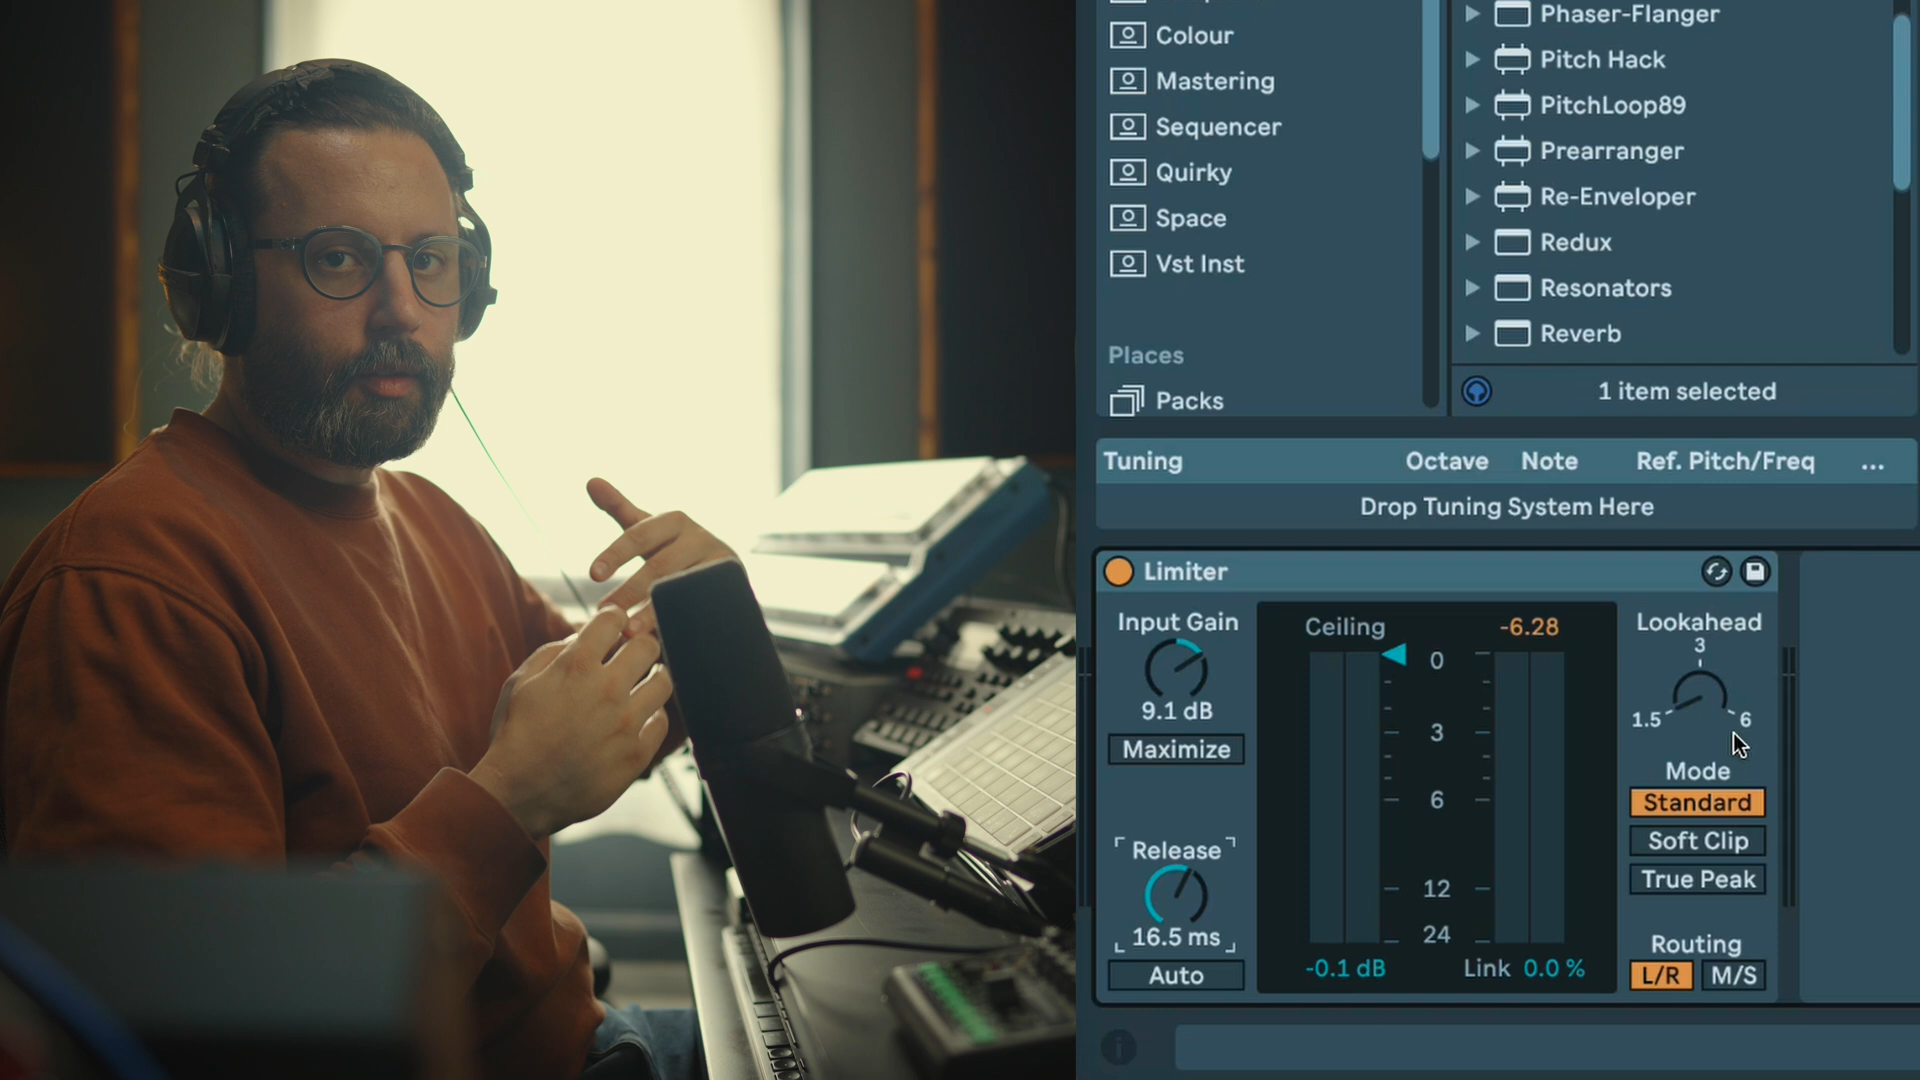 Colour
Mastering
Sequencer
Quirky
Space
Vst Inst
Places
Packs
Phaser-Flanger
Pitch Hack
PitchLoop89
Prearranger
Re-Enveloper
Redux
Resonators
Reverb
1 item selected
Tuning Octave Note Ref. Pitch/Freq ...
Drop Tuning System Here
Limiter
Input Gain
9.1 dB
Maximize
Release
16.5 ms
Auto
Ceiling -6.28
0
3
6
12
24
-0.1 dB Link 0.0 %
Lookahead
3
1.5 6
Mode
Standard
Soft Clip
True Peak
Routing
L/R M/S